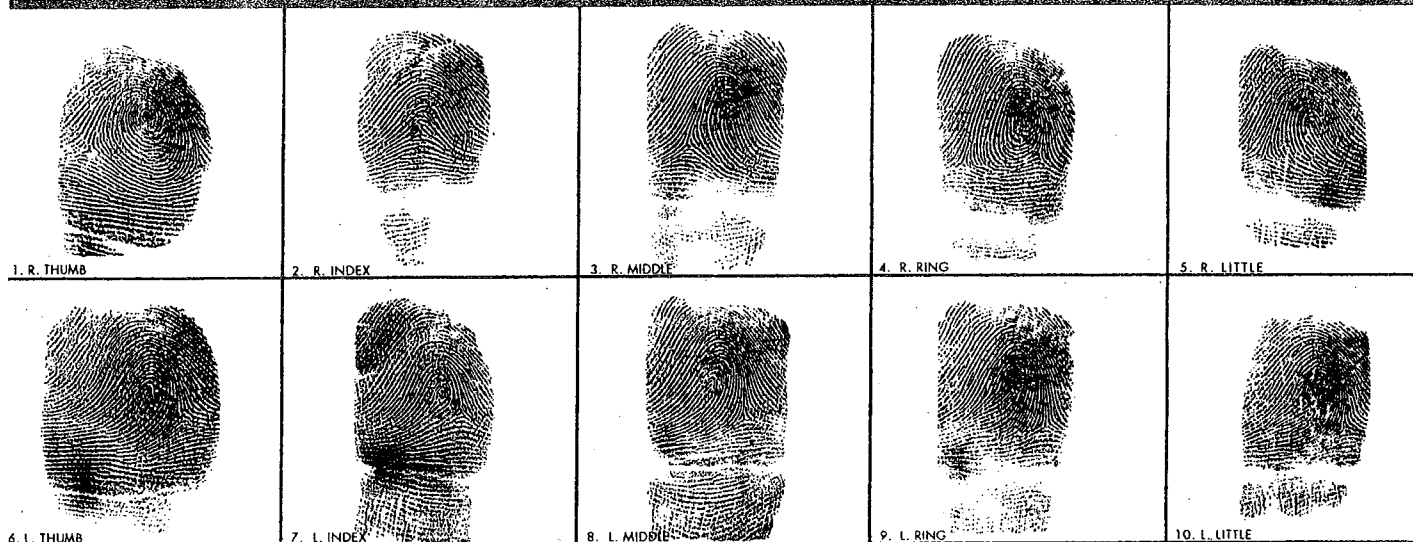 1. R. THUMB
2. R. INDEX
3. R. MIDDLE
4. R. RING
5. R. LITTLE
6. L. THUMB
7. L. INDEX
8. L. MIDDLE
9. L. RING
10. L. LITTLE